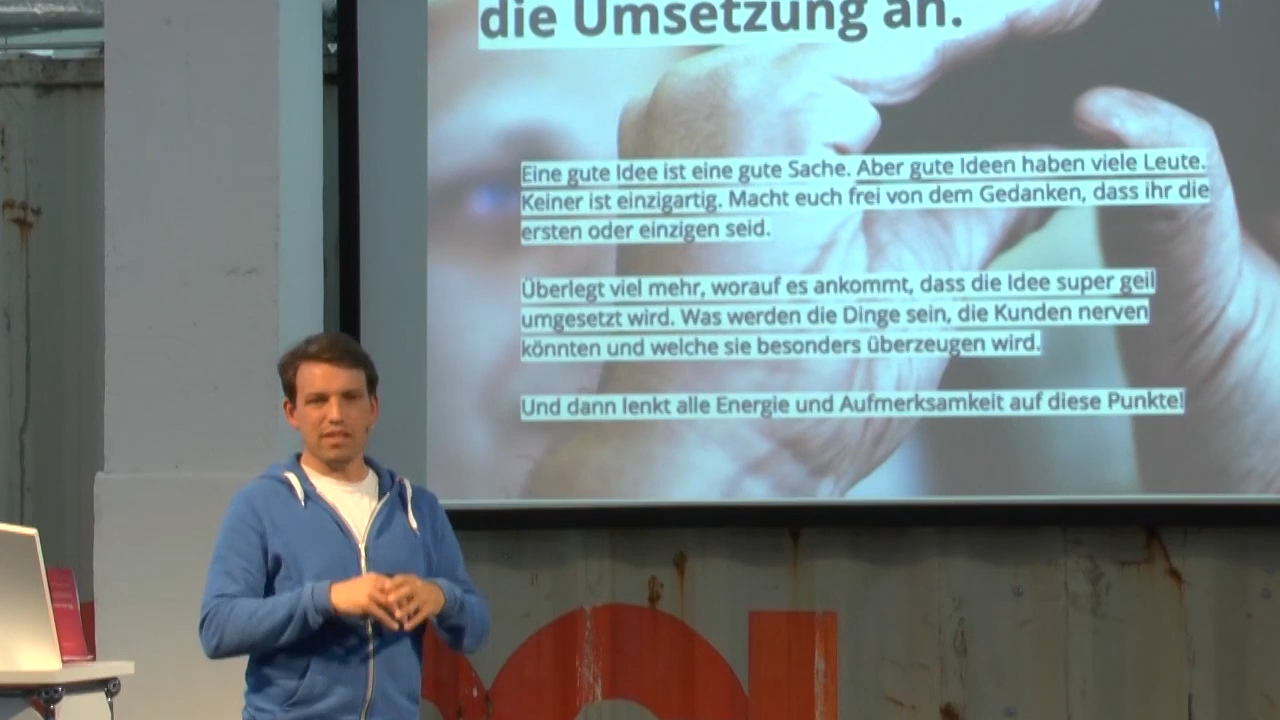 die Umsetzung an.
Eine gute Idee ist eine gute Sache. Aber gute Ideen haben viele Leute.
Keiner ist einzigartig. Macht euch frei von dem Gedanken, dass ihr die
ersten oder einzigen seid.
Überlegt viel mehr, worauf es ankommt, dass die Idee super geil
umgesetzt wird. Was werden die Dinge sein, die Kunden nerven
könnten und welche sie besonders überzeugen wird.
Und dann lenkt alle Energie und Aufmerksamkeit auf diese Punkte!